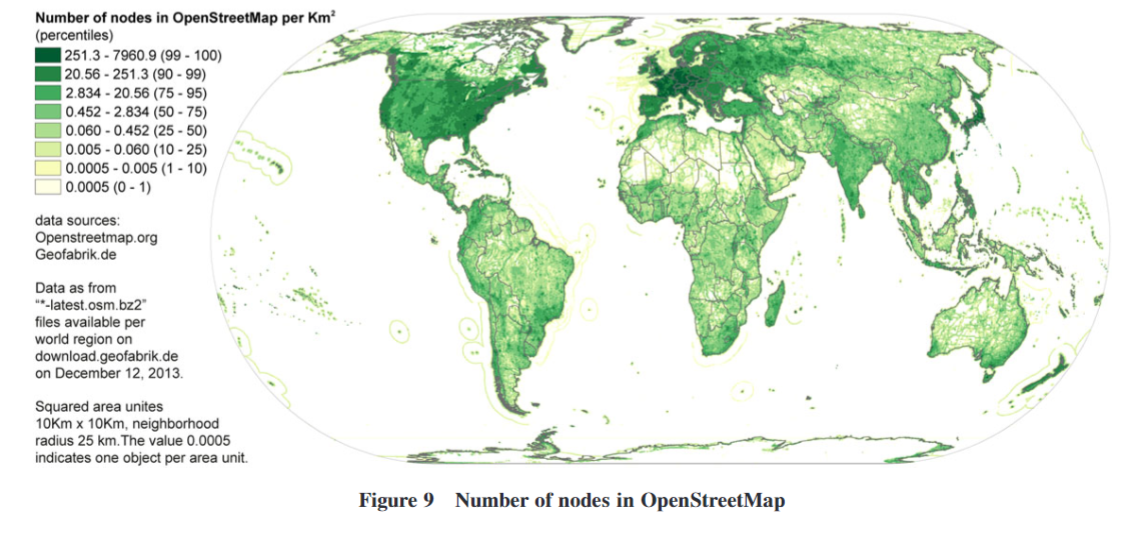 Number of nodes in OpenStreetMap per Km²
(percentiles)
251.3 - 7960.9 (99 - 100)
20.56 - 251.3 (90 - 99)
2.834 - 20.56 (75 - 95)
0.452 - 2.834 (50 - 75)
0.060 - 0.452 (25 - 50)
0.005 - 0.060 (10 - 25)
0.0005 - 0.005 (1 - 10)
0.0005 (0 - 1)
data sources:
Openstreetmap.org
Geofabrik.de
Data as from
“*-latest.osm.bz2”
files available per
world region on
download.geofabrik.de
on December 12, 2013.
Squared area unites
10Km x 10Km, neighborhood
radius 25 km.The value 0.0005
indicates one object per area unit.
Figure 9 Number of nodes in OpenStreetMap